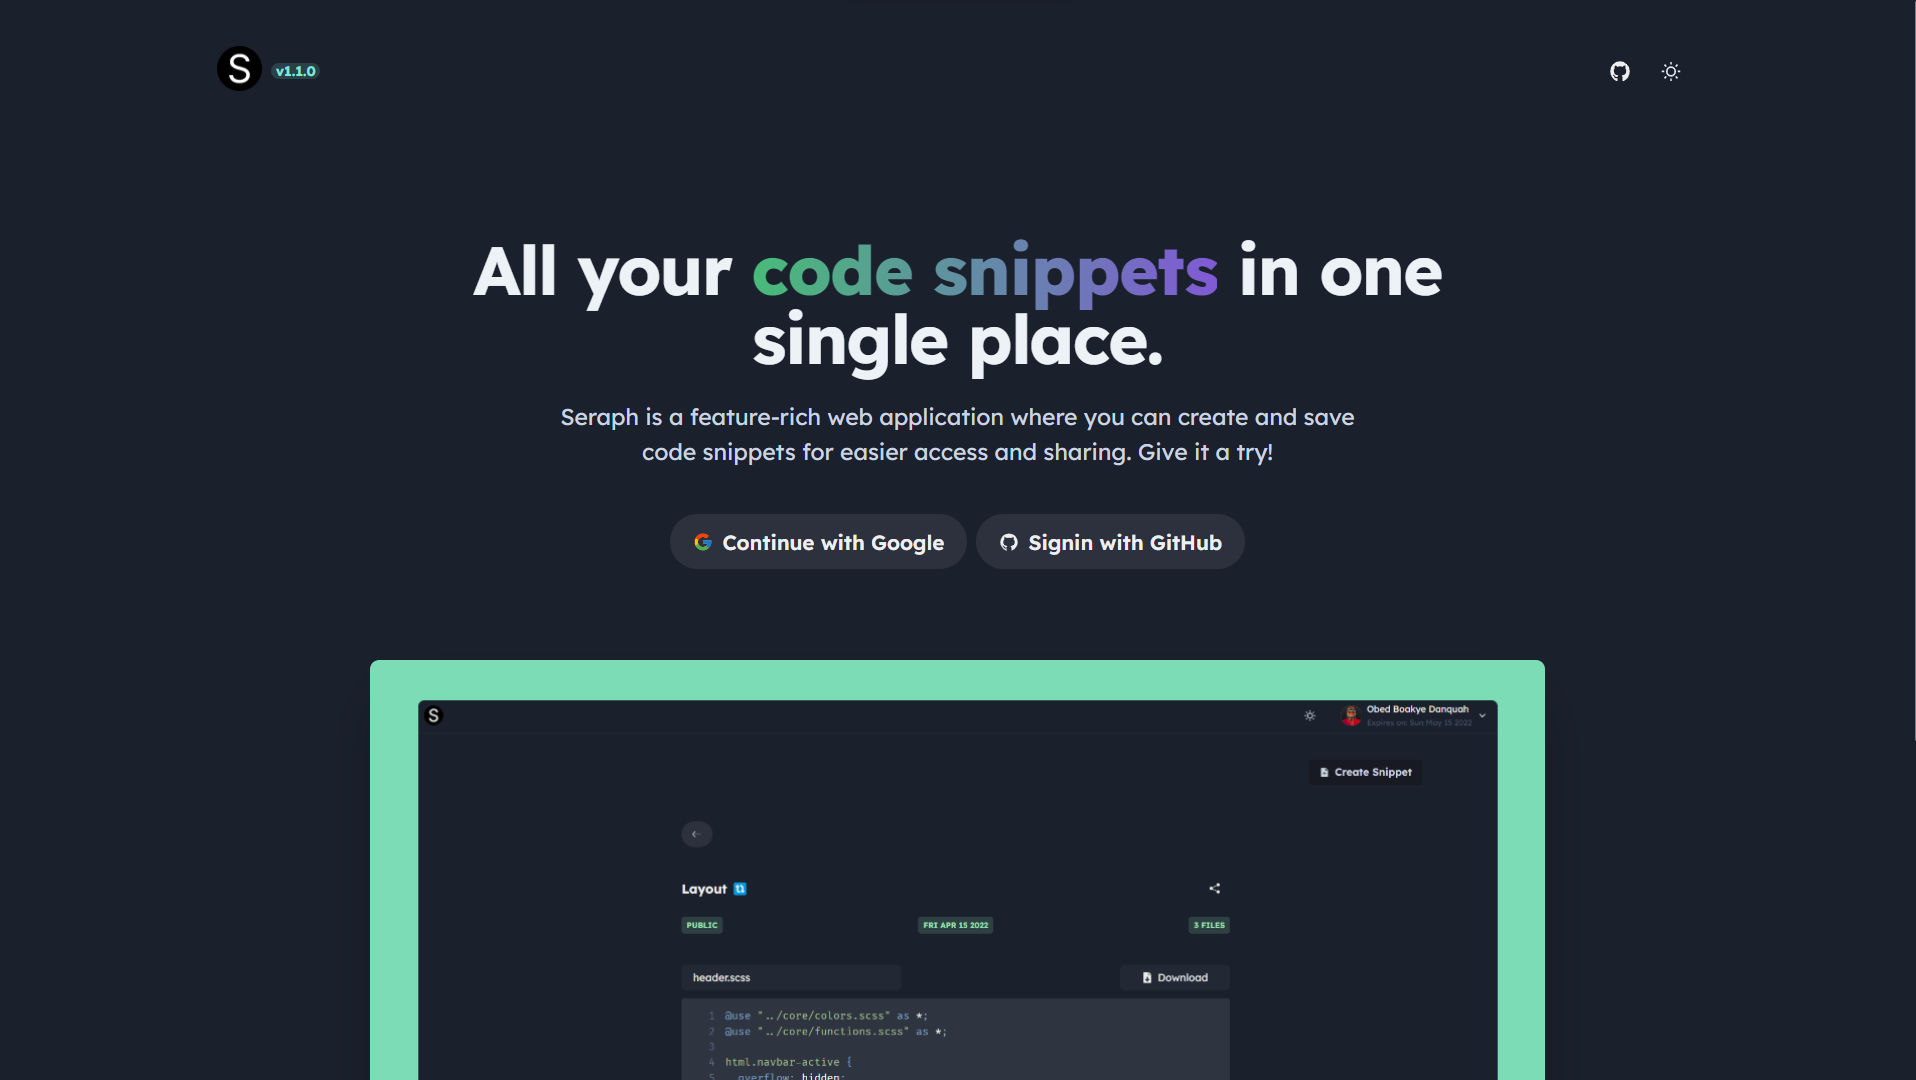 S v1.1.0
All your code snippets in one
single place.
Seraph is a feature-rich web application where you can create and save
code snippets for easier access and sharing. Give it a try!
Continue with Google Signin with GitHub
S Obed Boakye Danquah
Expires on: Sun May 15 2022
Create Snippet
Layout
PUBLIC FRI APR 15 2022 3 FILES
header.scss Download
1 @use "../core/colors.scss" as *;
2 @use "../core/functions.scss" as *;
3
4 html.navbar-active {
5 overflow: hidden;